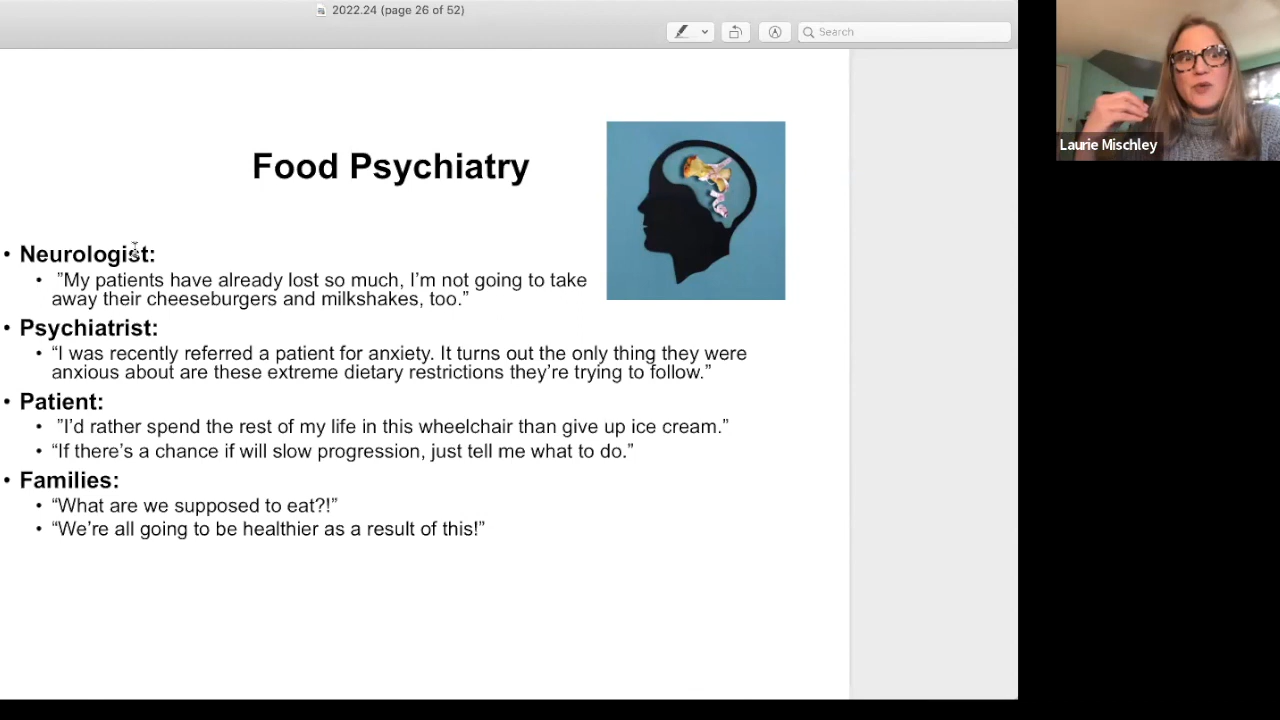 2022.24 (page 26 of 52)
Search
Laurie Mischley
Food Psychiatry
• Neurologist:
• ”My patients have already lost so much, I’m not going to take
away their cheeseburgers and milkshakes, too.”
• Psychiatrist:
• “I was recently referred a patient for anxiety. It turns out the only thing they were
anxious about are these extreme dietary restrictions they’re trying to follow.”
• Patient:
• ”I’d rather spend the rest of my life in this wheelchair than give up ice cream.”
• “If there’s a chance if will slow progression, just tell me what to do.”
• Families:
• “What are we supposed to eat?!”
• “We’re all going to be healthier as a result of this!”